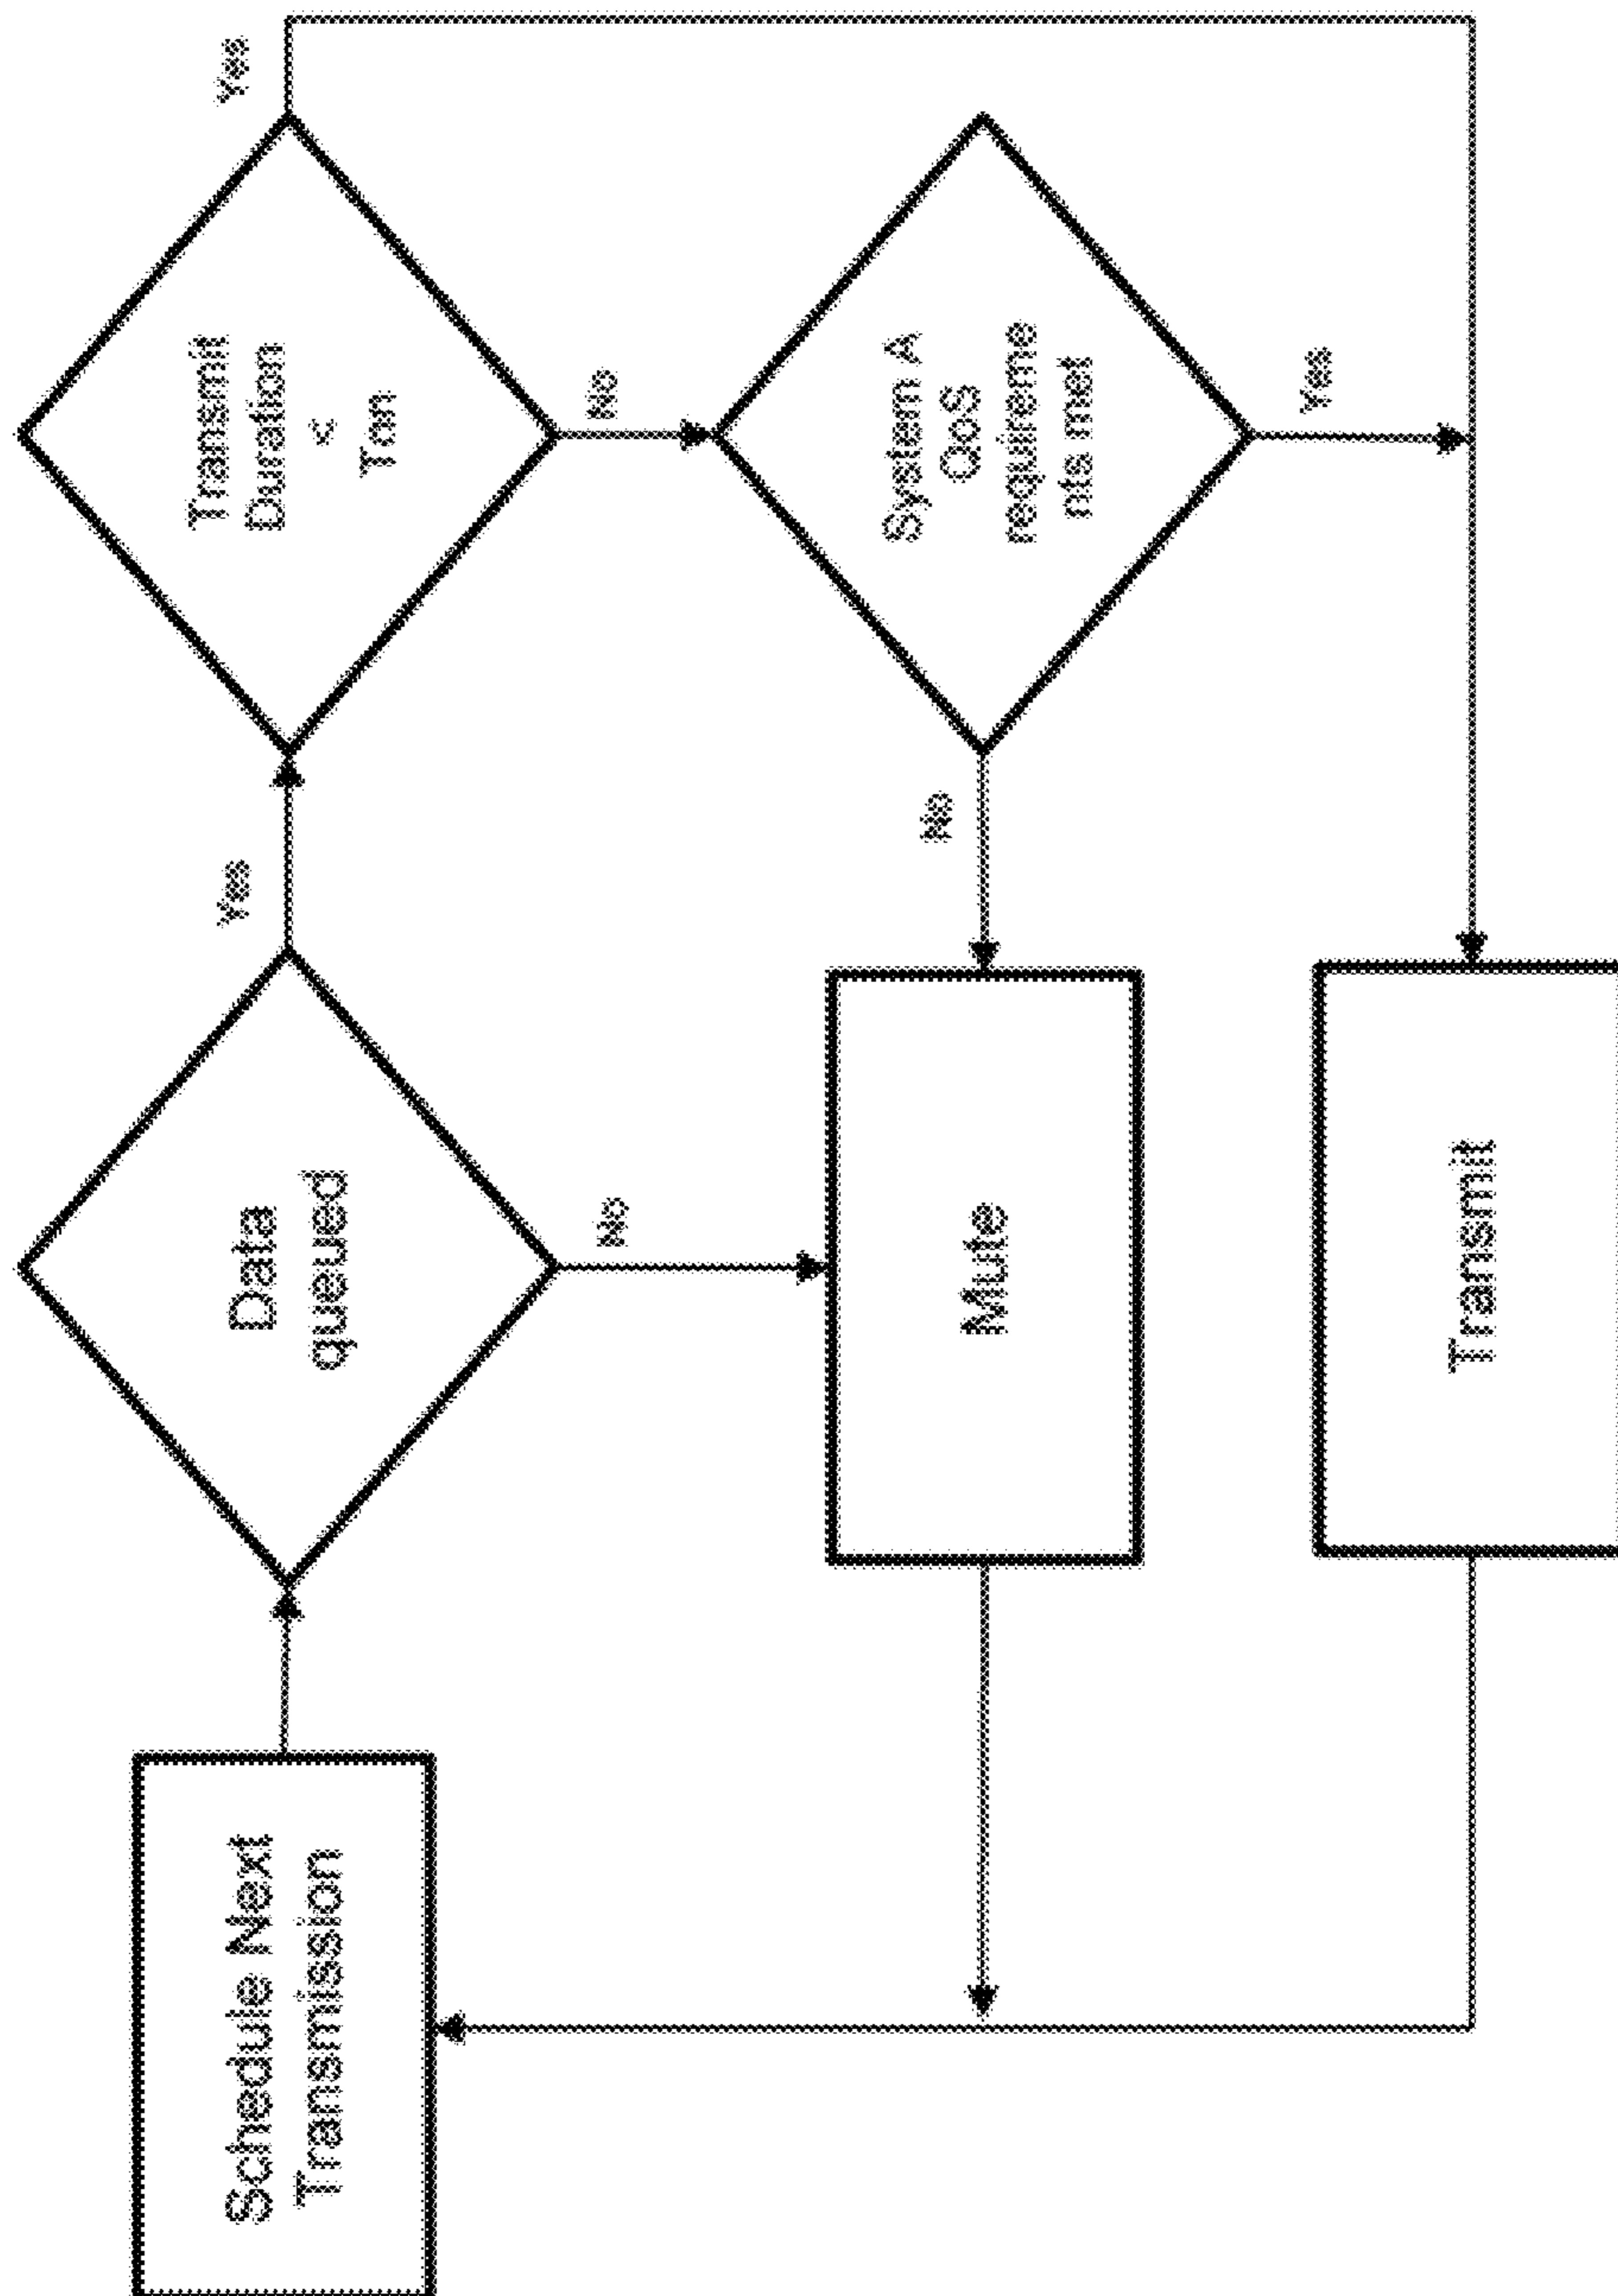 Schedule Next
Transmission
Data
queued
Yes
Transmit
Duration
<
Yes
No
No
Mute
No
System A
QoS
requireme
nts met
Yes
Transmit